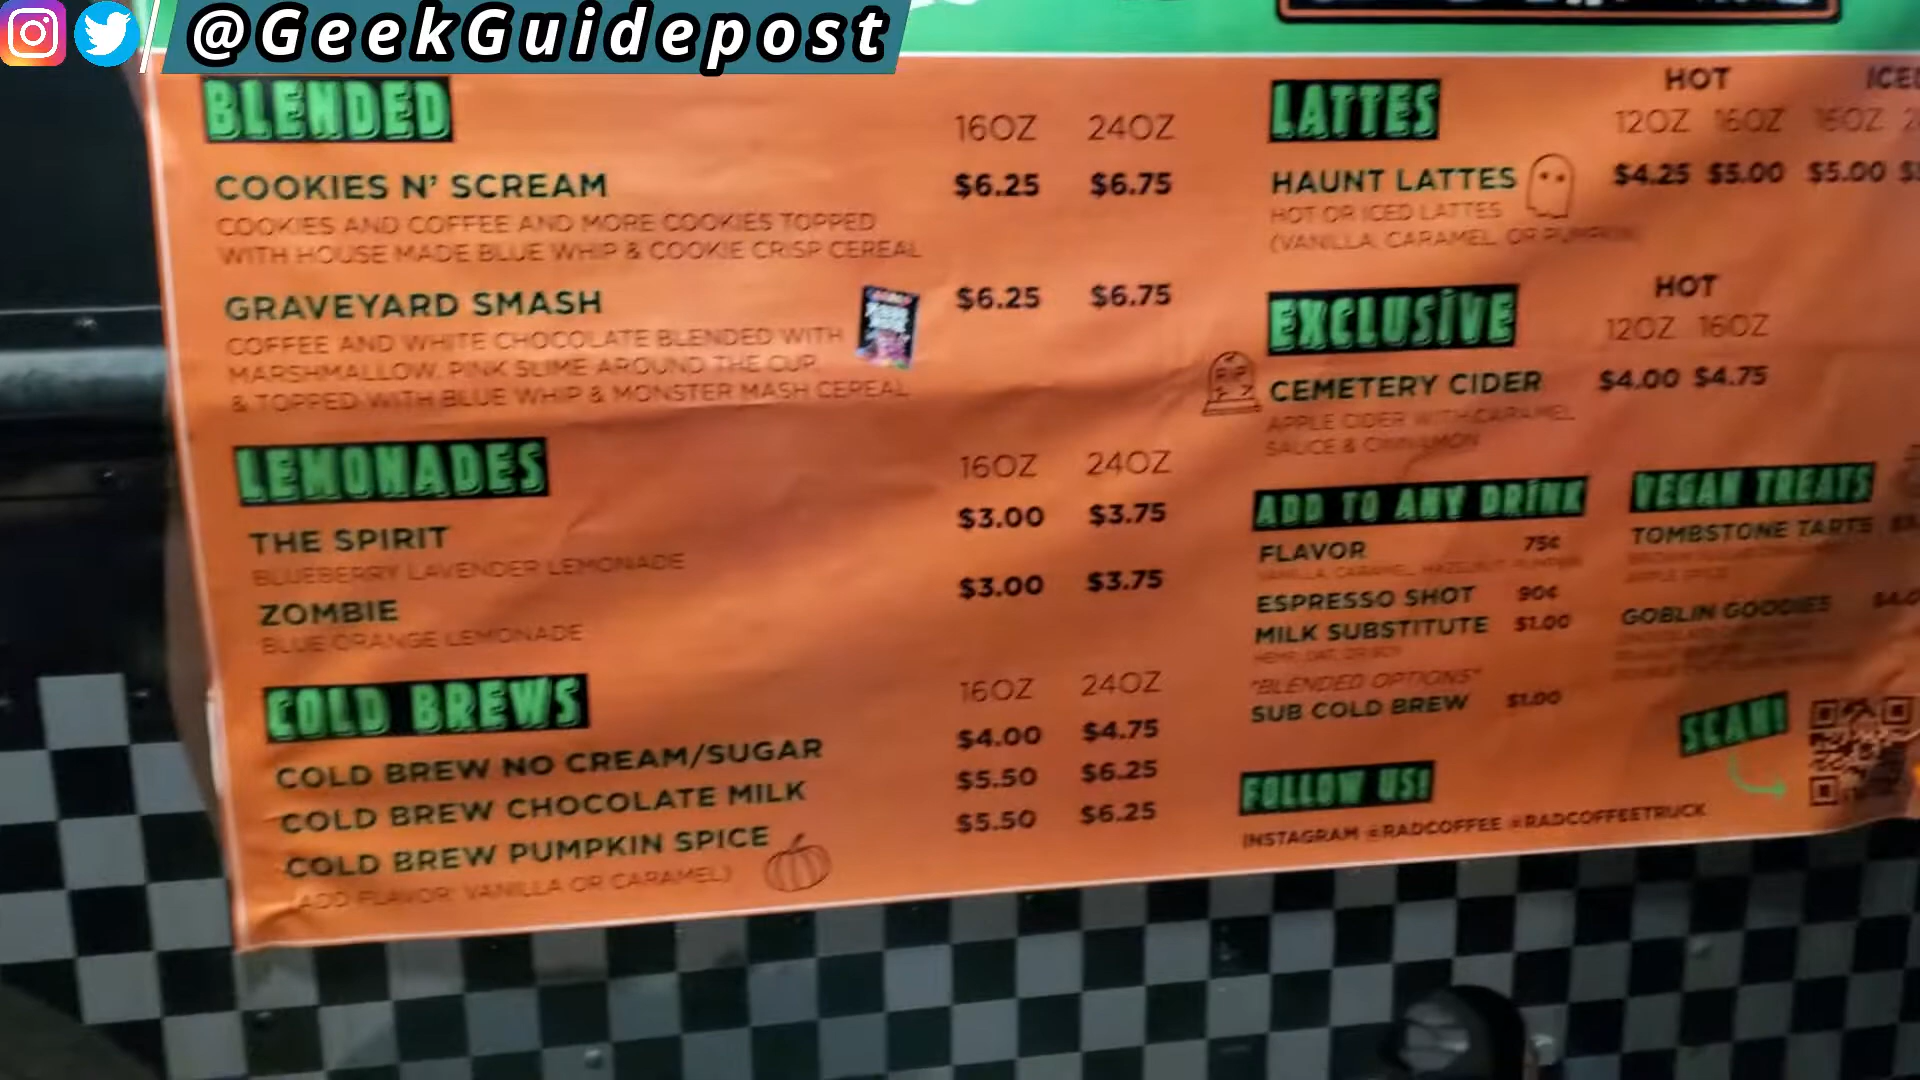 @GeekGuidepost
BLENDED
16OZ 24OZ
COOKIES N' SCREAM $6.25 $6.75
COOKIES AND COFFEE AND MORE COOKIES TOPPED
WITH HOUSE MADE BLUE WHIP & COOKIE CRISP CEREAL
GRAVEYARD SMASH $6.25 $6.75
COFFEE AND WHITE CHOCOLATE BLENDED WITH
MARSHMALLOW. PINK SLIME AROUND THE CUP
& TOPPED WITH BLUE WHIP & MONSTER MASH CEREAL
LEMONADES
16OZ 24OZ
THE SPIRIT $3.00 $3.75
BLUEBERRY LAVENDER LEMONADE
ZOMBIE $3.00 $3.75
BLUE ORANGE LEMONADE
COLD BREWS
16OZ 24OZ
COLD BREW NO CREAM/SUGAR $4.00 $4.75
COLD BREW CHOCOLATE MILK $5.50 $6.25
COLD BREW PUMPKIN SPICE $5.50 $6.25
(ADD FLAVOR: VANILLA OR CARAMEL)
LATTES
HOT ICED
12OZ 16OZ 16OZ
HAUNT LATTES $4.25 $5.00 $5.00
HOT OR ICED LATTES
(VANILLA, CARAMEL, OR PUMPKIN)
EXCLUSIVE
HOT
12OZ 16OZ
RIP
CEMETERY CIDER $4.00 $4.75
APPLE CIDER WITH CARAMEL
SAUCE & CINNAMON
ADD TO ANY DRINK
FLAVOR 75¢
VANILLA, CARAMEL, HAZELNUT, PUMPKIN
ESPRESSO SHOT 90¢
MILK SUBSTITUTE $1.00
HEMP, OAT, OR SOY
*BLENDED OPTIONS*
SUB COLD BREW $1.00
VEGAN TREATS
TOMBSTONE TARTS
APPLE SPICE
GOBLIN GOODIES
SCAN!
FOLLOW US!
INSTAGRAM @RADCOFFEE @RADCOFFEETRUCK